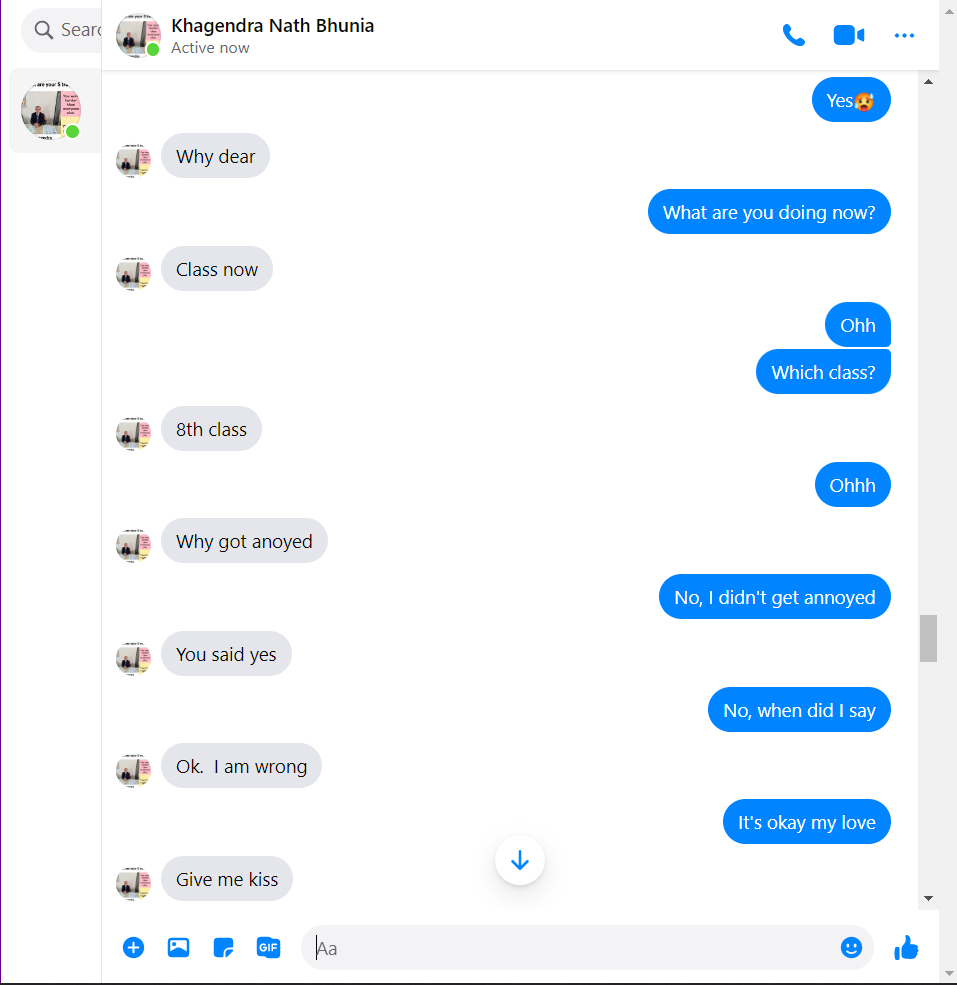 Searc
Khagendra Nath Bhunia
Active now
Yes🥵
Why dear
What are you doing now?
Class now
Ohh
Which class?
8th class
Ohhh
Why got anoyed
No, I didn't get annoyed
You said yes
No, when did I say
Ok.  I am wrong
It's okay my love
Give me kiss
GIF
Aa